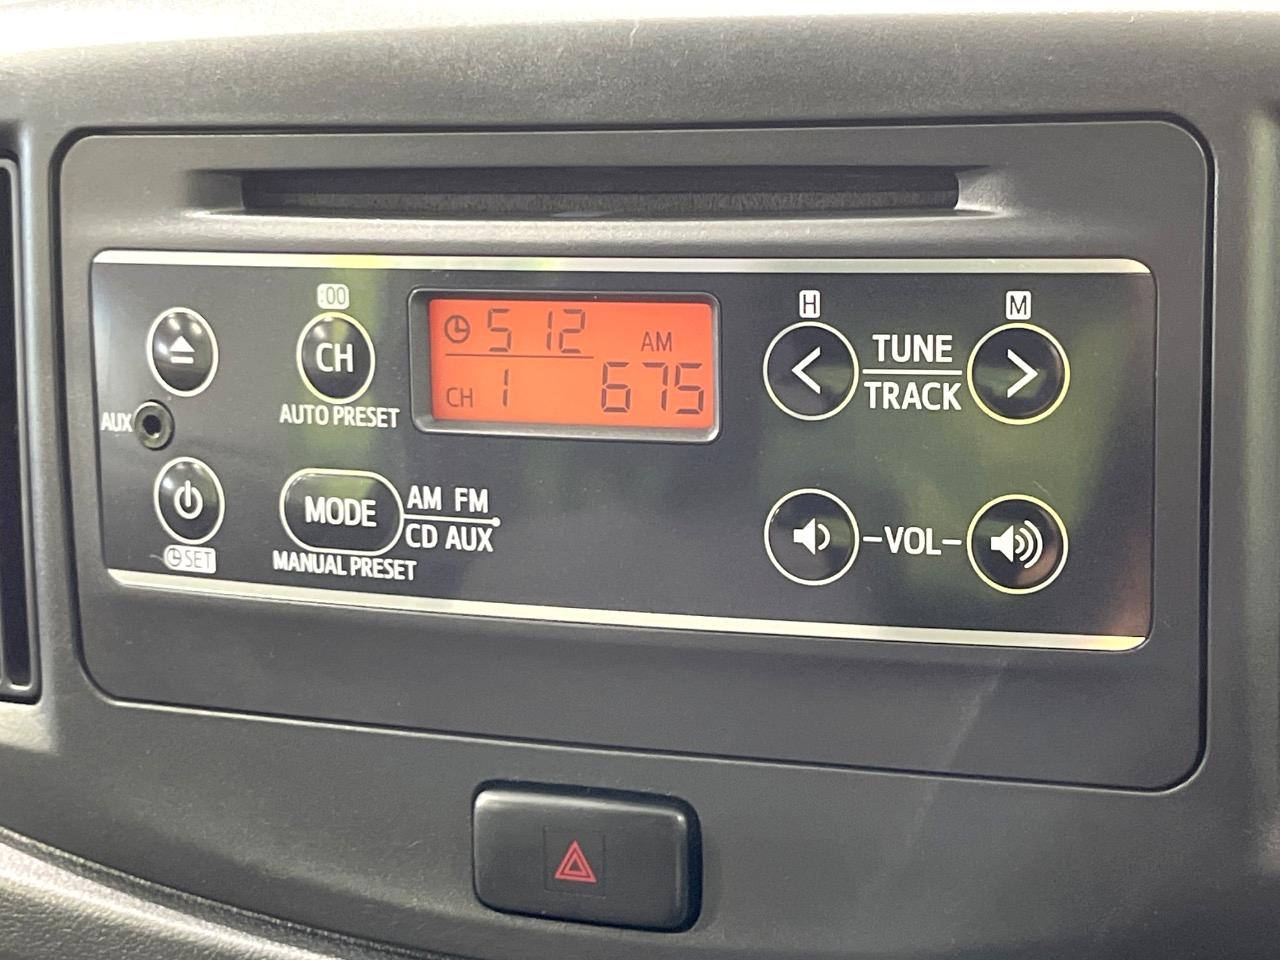 :00
H
M
CH
AUTO PRESET
5 12
AM
CH 1 675
TUNE
TRACK
AUX
MODE
AM FM
CD AUX
MANUAL PRESET
SET
-VOL-